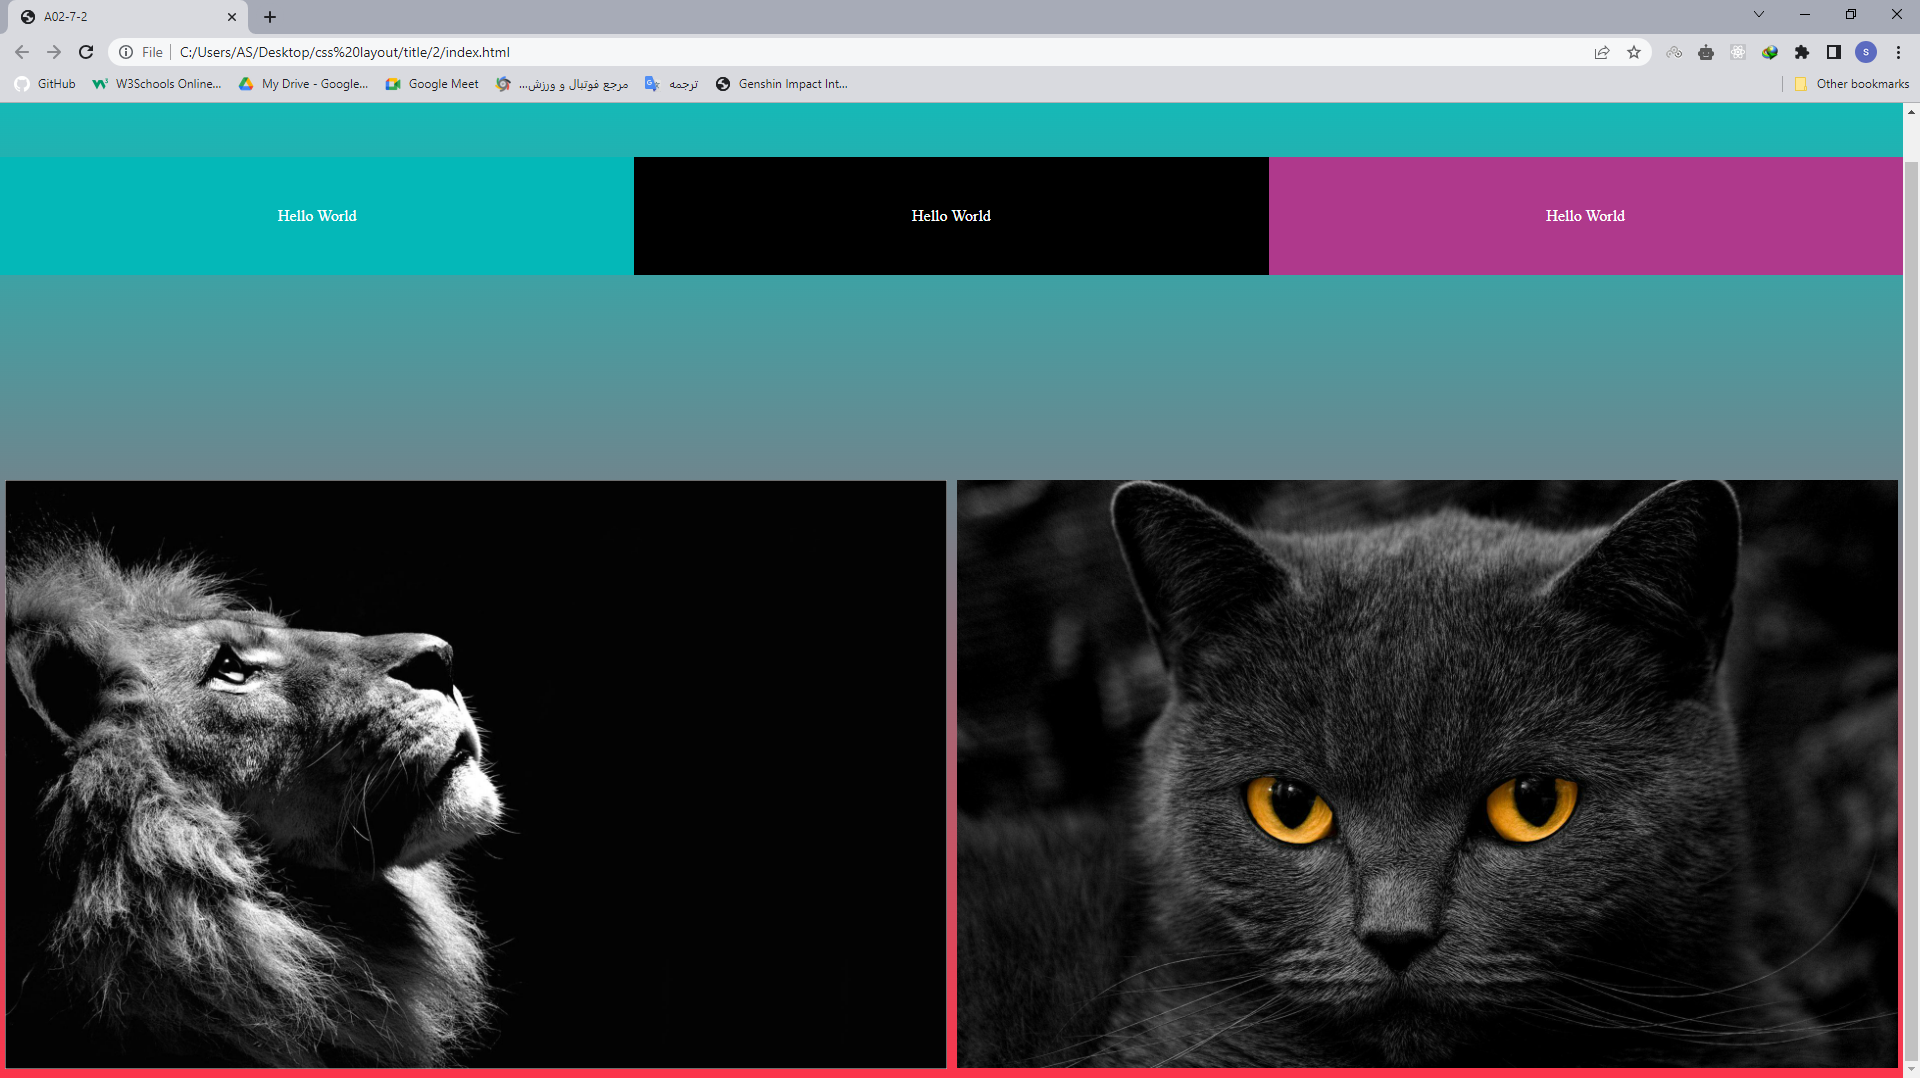 A02-7-2
File C:/Users/AS/Desktop/css%20layout/title/2/index.html
S
GitHub W3Schools Online... My Drive - Google... Google Meet مرجع فوتبال و ورزش... ترجمه Genshin Impact Int... Other bookmarks
Hello World Hello World Hello World